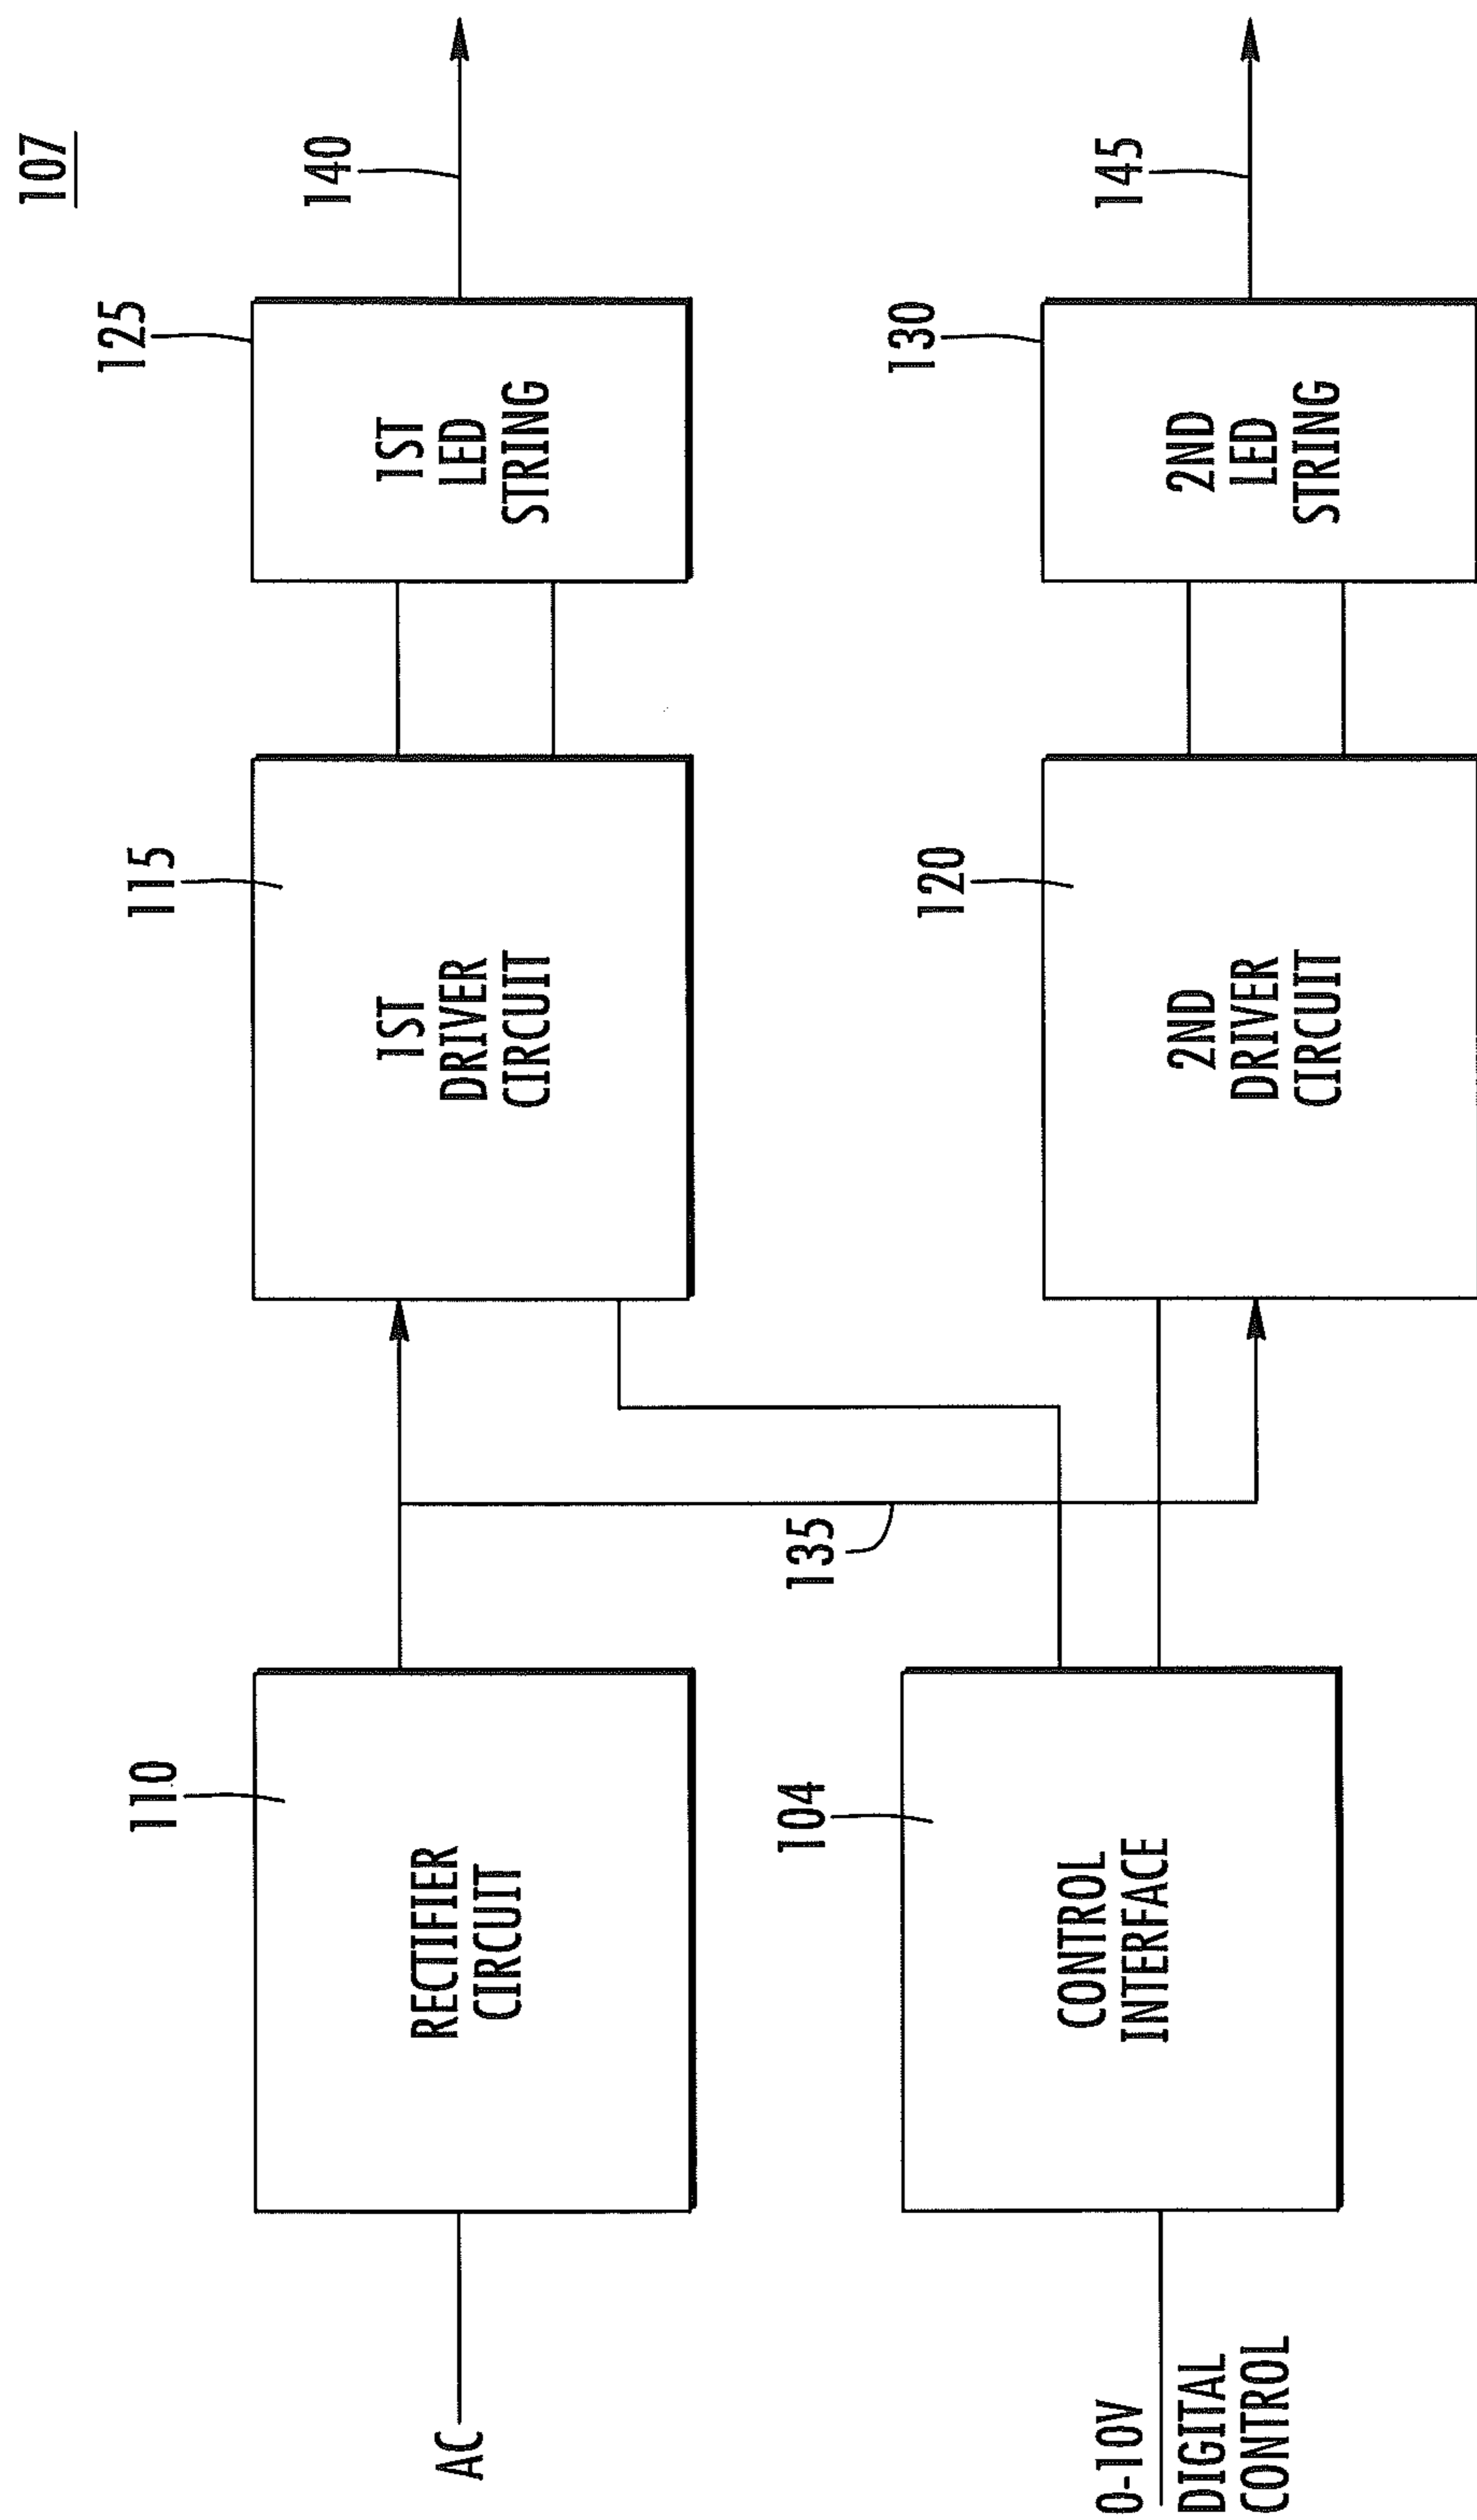 107
110
RECTIFIER
CIRCUIT
AC
115
1ST
DRIVER
CIRCUIT
125
1ST
LED
STRING
140
135
104
CONTROL
INTERFACE
0-10V
DIGITAL
CONTROL
120
2ND
DRIVER
CIRCUIT
130
2ND
LED
STRING
145